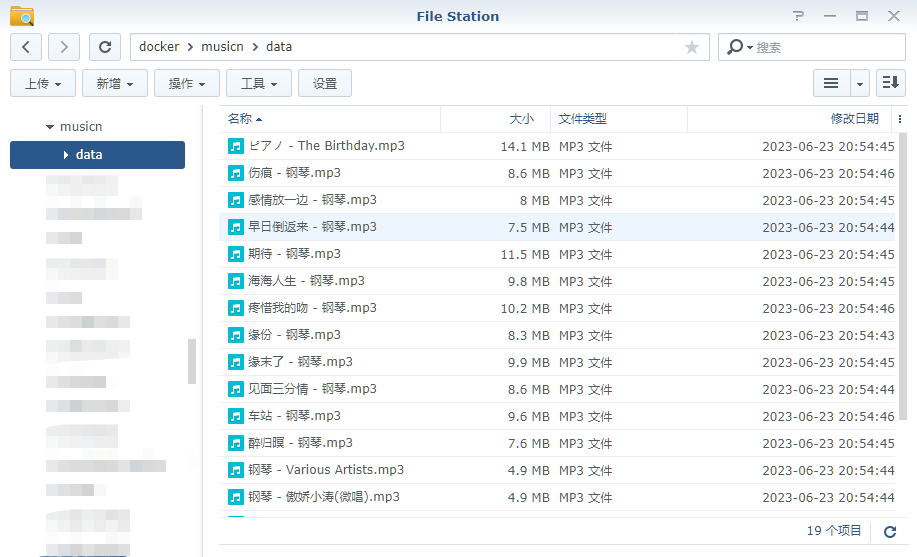 File Station
docker > musicn > data
搜索
上传 新增 操作 工具 设置
musicn
data
名称 大小 文件类型 修改日期
ピアノ - The Birthday.mp3 14.1 MB MP3 文件 2023-06-23 20:54:45
伤痕 - 钢琴.mp3 8.6 MB MP3 文件 2023-06-23 20:54:46
感情放一边 - 钢琴.mp3 8 MB MP3 文件 2023-06-23 20:54:45
早日倒返来 - 钢琴.mp3 7.5 MB MP3 文件 2023-06-23 20:54:44
期待 - 钢琴.mp3 11.5 MB MP3 文件 2023-06-23 20:54:45
海海人生 - 钢琴.mp3 9.8 MB MP3 文件 2023-06-23 20:54:45
疼惜我的吻 - 钢琴.mp3 10.2 MB MP3 文件 2023-06-23 20:54:46
缘份 - 钢琴.mp3 8.3 MB MP3 文件 2023-06-23 20:54:43
缘末了 - 钢琴.mp3 9.9 MB MP3 文件 2023-06-23 20:54:45
见面三分情 - 钢琴.mp3 8.6 MB MP3 文件 2023-06-23 20:54:44
车站 - 钢琴.mp3 9.6 MB MP3 文件 2023-06-23 20:54:46
醉归暝 - 钢琴.mp3 7.6 MB MP3 文件 2023-06-23 20:54:45
钢琴 - Various Artists.mp3 4.9 MB MP3 文件 2023-06-23 20:54:44
钢琴 - 傲娇小涛(微唱).mp3 4.9 MB MP3 文件 2023-06-23 20:54:44
19 个项目